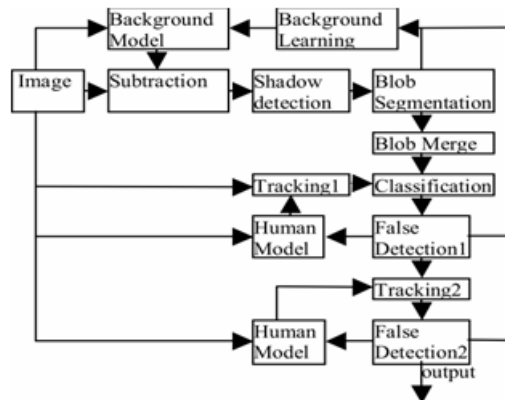 Background
Model
Background
Learning
Image
Subtraction
Shadow
detection
Blob
Segmentation
Blob Merge
Tracking1
Classification
Human
Model
False
Detection1
Tracking2
Human
Model
False
Detection2
output